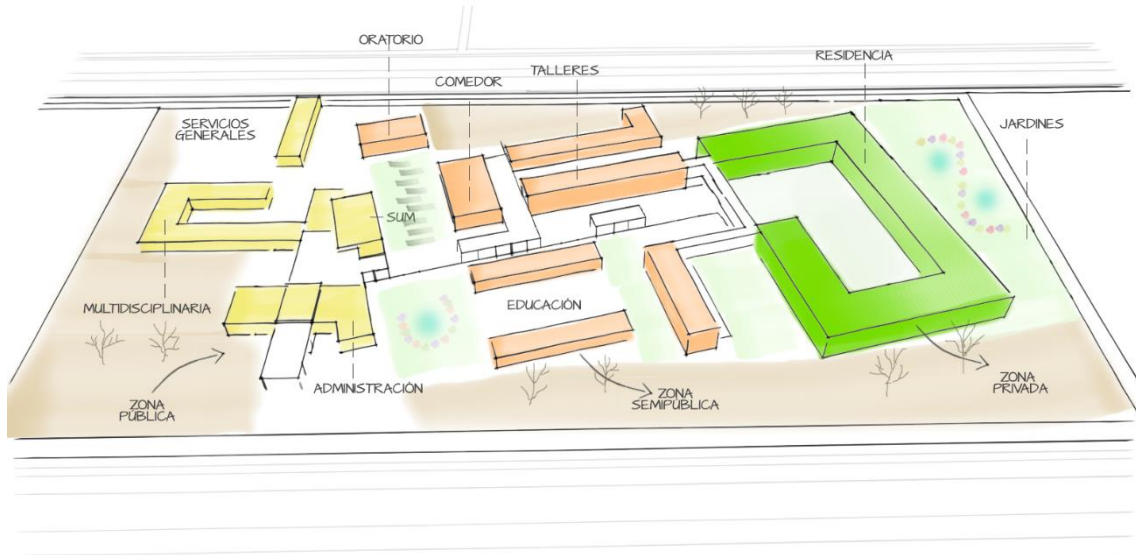 ORATORIO
COMEDOR
TALLERES
RESIDENCIA
SERVICIOS
GENERALES
JARDINES
SUM
MULTIDISCIPLINARIA
EDUCACIÓN
ADMINISTRACIÓN
ZONA
PÚBLICA
ZONA
SEMIPÚBLICA
ZONA
PRIVADA